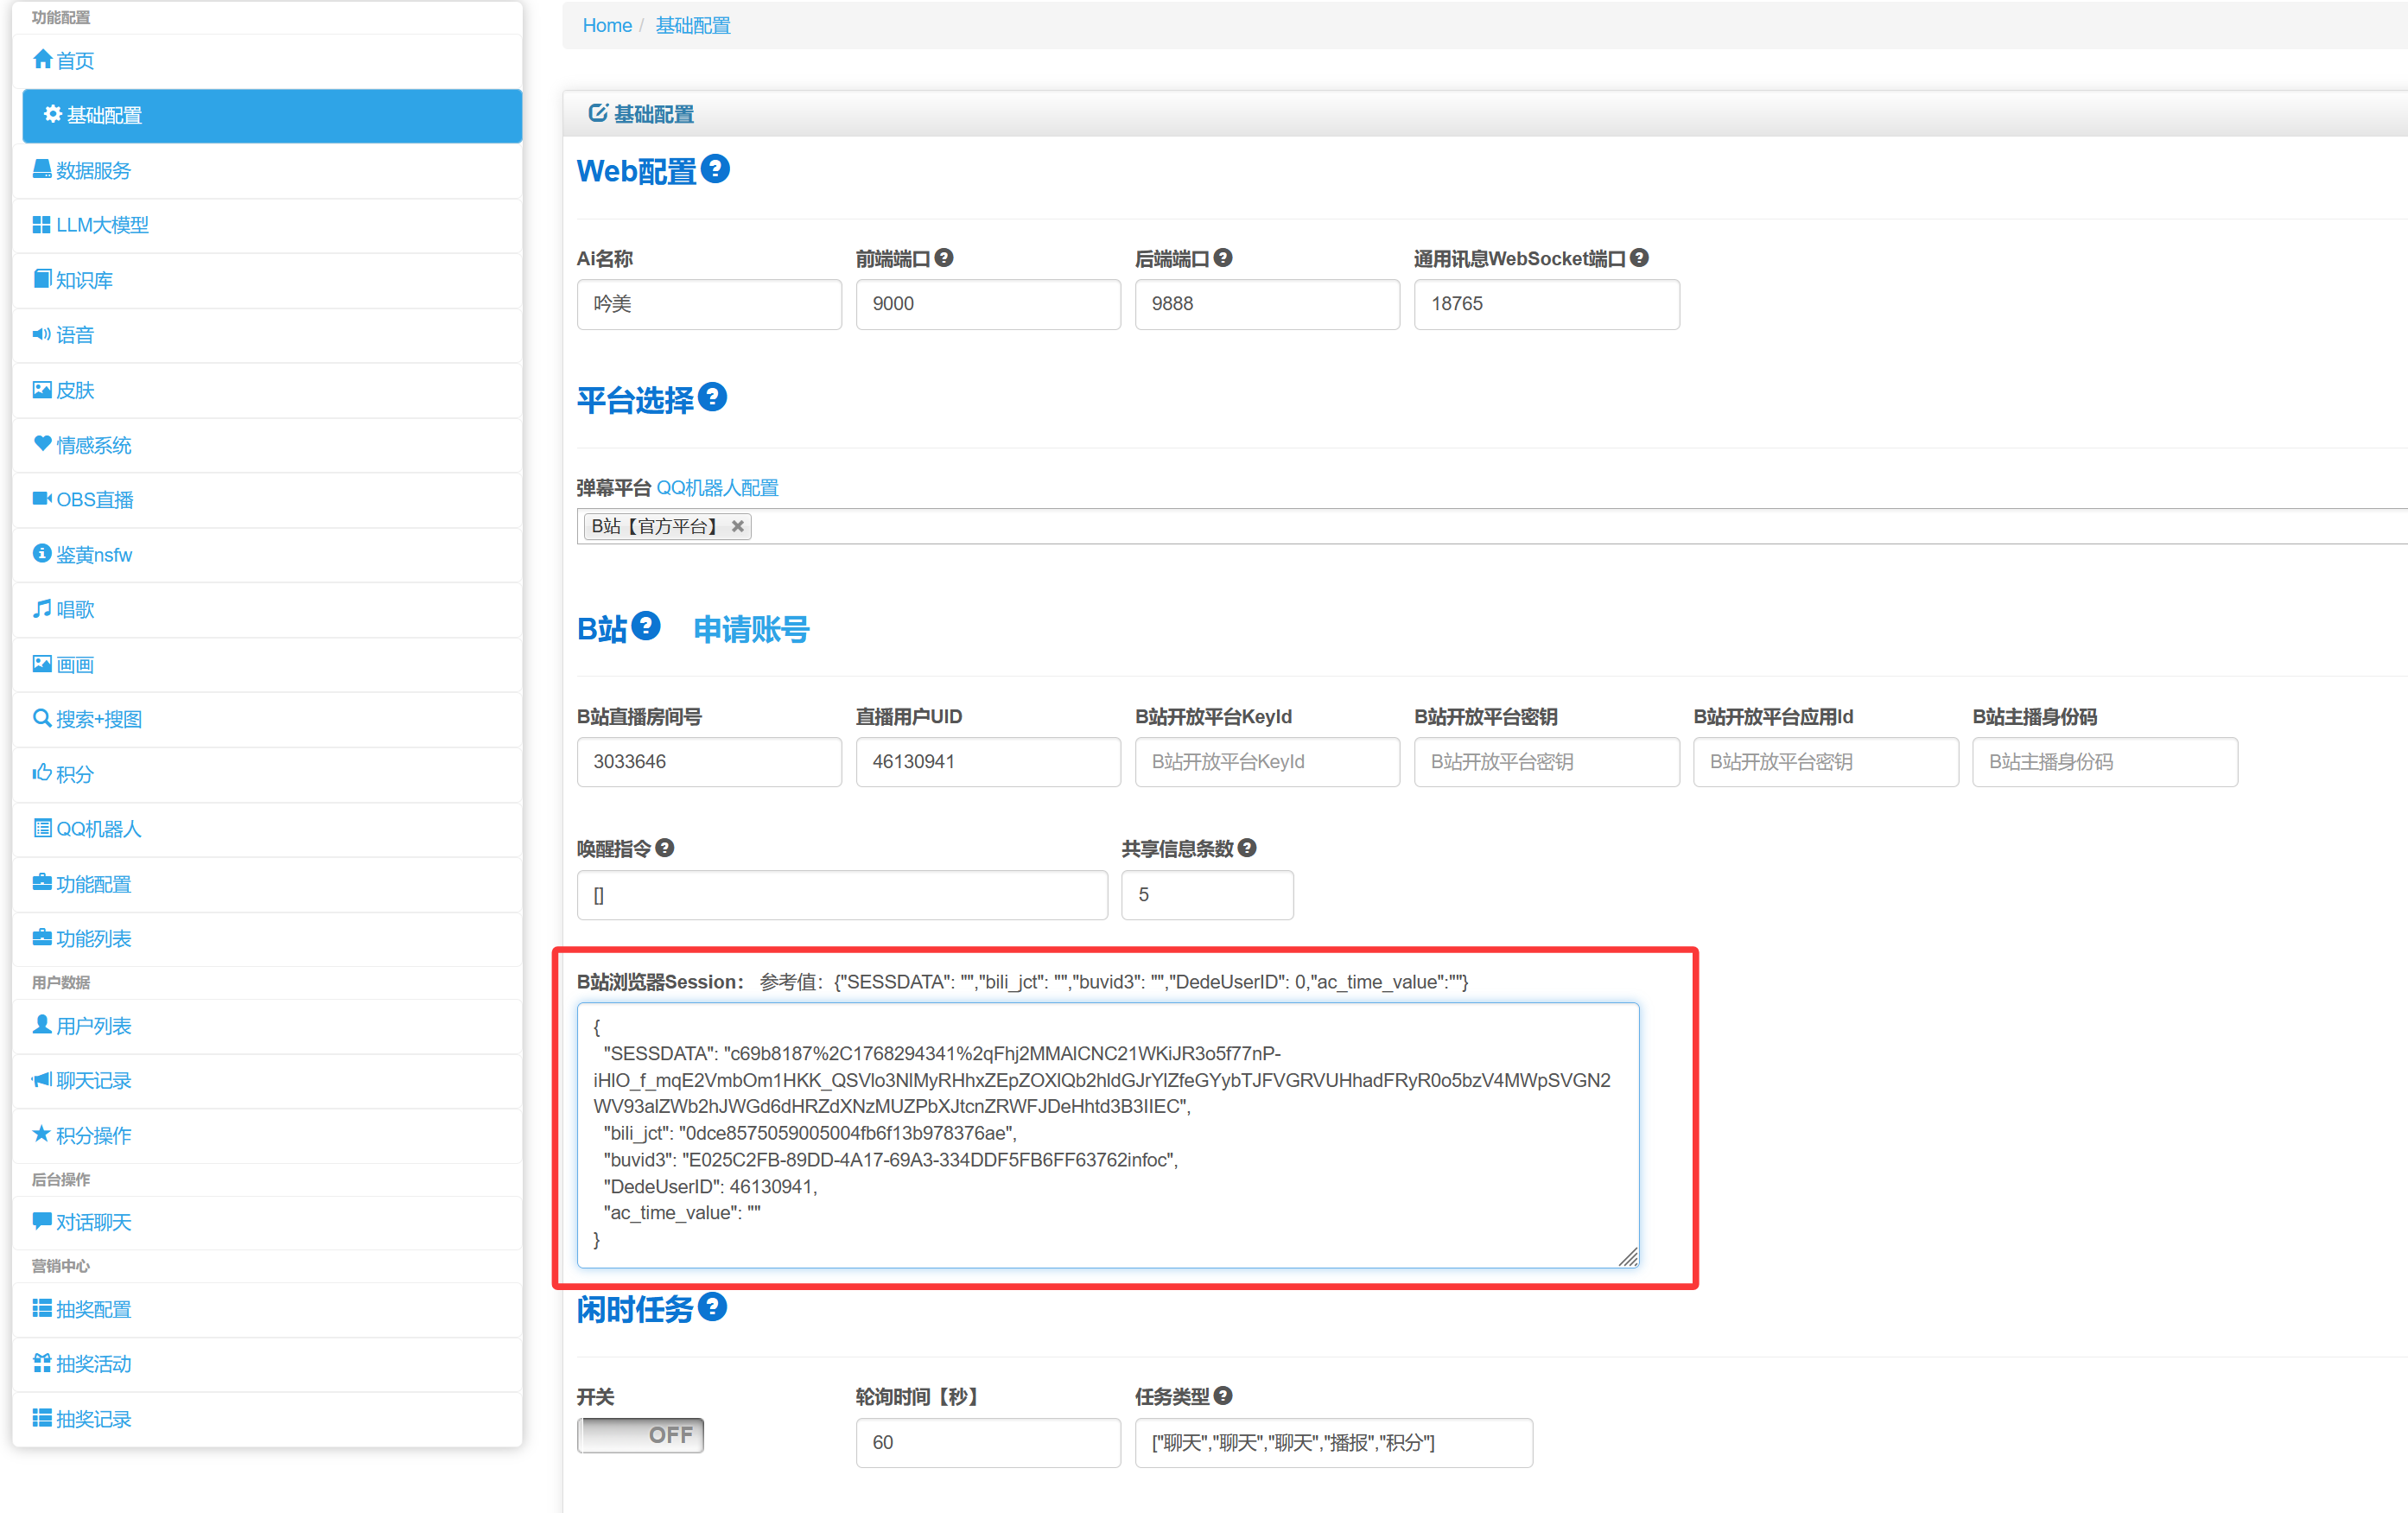 功能配置
首页
基础配置
数据服务
LLM大模型
知识库
语音
皮肤
情感系统
OBS直播
鉴黄nsfw
唱歌
画画
搜索+搜图
积分
QQ机器人
功能配置
功能列表
用户数据
用户列表
聊天记录
积分操作
后台操作
对话聊天
营销中心
抽奖配置
抽奖活动
抽奖记录
Home / 基础配置
基础配置
Web配置
Ai名称 前端端口 后端端口 通用讯息WebSocket端口
吟美 9000 9888 18765
平台选择
弹幕平台 QQ机器人配置
B站【官方平台】
B站 申请账号
B站直播房间号 直播用户UID B站开放平台KeyId B站开放平台密钥 B站开放平台应用Id B站主播身份码
3033646 46130941 B站开放平台KeyId B站开放平台密钥 B站开放平台密钥 B站主播身份码
唤醒指令 共享信息条数
[] 5
B站浏览器Session： 参考值：{"SESSDATA": "","bili_jct": "","buvid3": "","DedeUserID": 0,"ac_time_value":""}
{
"SESSDATA": "c69b8187%2C1768294341%2qFhj2MMAICNC21WKiJR3o5f77nP-
iHlO_f_mqE2VmbOm1HKK_QSVlo3NlMyRHhxZEpZOXlQb2hldGJrYlZfeGYybTJFVGRVUHhadFRyR0o5bzV4MWpSVGN2
WV93alZWb2hJWGd6dHRZdXNzMUZPbXJtcnZRWFJDeHhtd3B3IIEC",
"bili_jct": "0dce8575059005004fb6f13b978376ae",
"buvid3": "E025C2FB-89DD-4A17-69A3-334DDF5FB6FF63762infoc",
"DedeUserID": 46130941,
"ac_time_value": ""
}
闲时任务
开关 轮询时间【秒】 任务类型
OFF 60 ["聊天","聊天","聊天","播报","积分"]